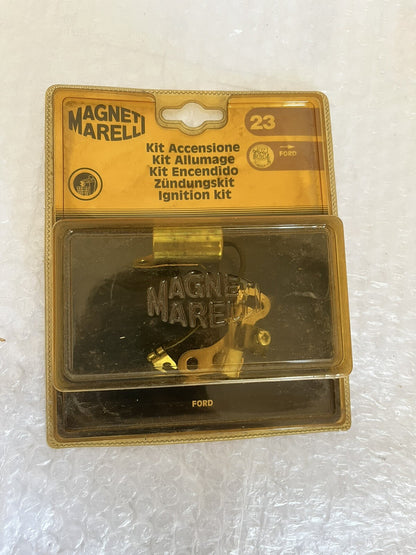 MAGNETI
MARELLI
23
FORD
Kit Accensione
Kit Allumage
Kit Encendido
Zündungskit
Ignition kit
MAGNETI
MARELLI
FORD